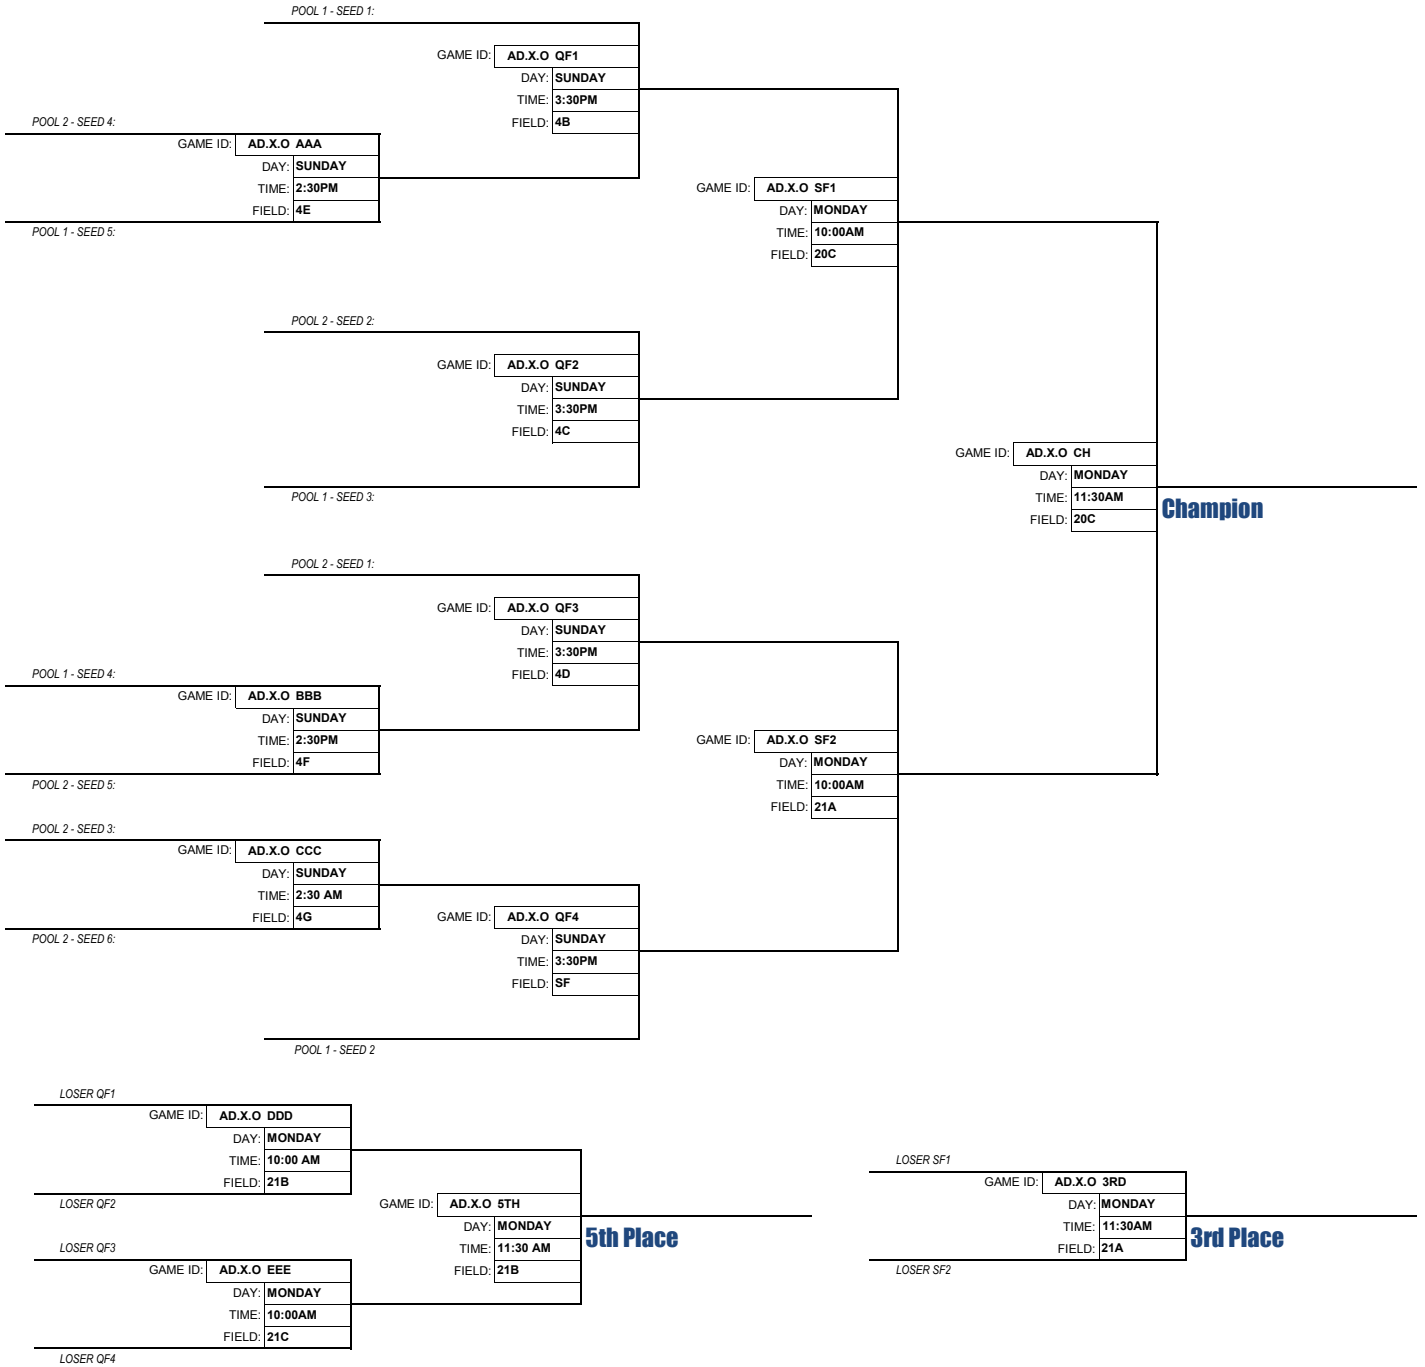 POOL 1 - SEED 1:
GAME ID: AD.X.O QF1
DAY: SUNDAY
TIME: 3:30PM
FIELD: 4B
POOL 2 - SEED 4:
GAME ID: AD.X.O AAA
DAY: SUNDAY
TIME: 2:30PM
FIELD: 4E
POOL 1 - SEED 5:
GAME ID: AD.X.O SF1
DAY: MONDAY
TIME: 10:00AM
FIELD: 20C
POOL 2 - SEED 2:
GAME ID: AD.X.O QF2
DAY: SUNDAY
TIME: 3:30PM
FIELD: 4C
POOL 1 - SEED 3:
GAME ID: AD.X.O CH
DAY: MONDAY
TIME: 11:30AM
FIELD: 20C
Champion
POOL 2 - SEED 1:
GAME ID: AD.X.O QF3
DAY: SUNDAY
TIME: 3:30PM
FIELD: 4D
POOL 1 - SEED 4:
GAME ID: AD.X.O BBB
DAY: SUNDAY
TIME: 2:30PM
FIELD: 4F
POOL 2 - SEED 5:
GAME ID: AD.X.O SF2
DAY: MONDAY
TIME: 10:00AM
FIELD: 21A
POOL 2 - SEED 3:
GAME ID: AD.X.O CCC
DAY: SUNDAY
TIME: 2:30 AM
FIELD: 4G
POOL 2 - SEED 6:
GAME ID: AD.X.O QF4
DAY: SUNDAY
TIME: 3:30PM
FIELD: SF
POOL 1 - SEED 2
LOSER QF1
GAME ID: AD.X.O DDD
DAY: MONDAY
TIME: 10:00 AM
FIELD: 21B
LOSER QF2
GAME ID: AD.X.O 5TH
DAY: MONDAY
TIME: 11:30 AM
FIELD: 21B
5th Place
LOSER QF3
GAME ID: AD.X.O EEE
DAY: MONDAY
TIME: 10:00AM
FIELD: 21C
LOSER QF4
LOSER SF1
GAME ID: AD.X.O 3RD
DAY: MONDAY
TIME: 11:30AM
FIELD: 21A
3rd Place
LOSER SF2